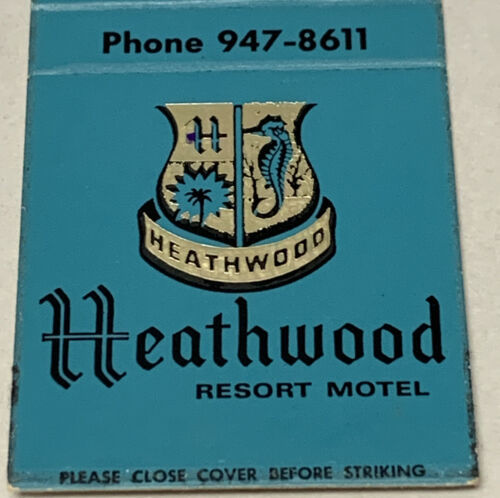 Phone 947-8611
H
HEATHWOOD
Heathwood
RESORT MOTEL
PLEASE CLOSE COVER BEFORE STRIKING